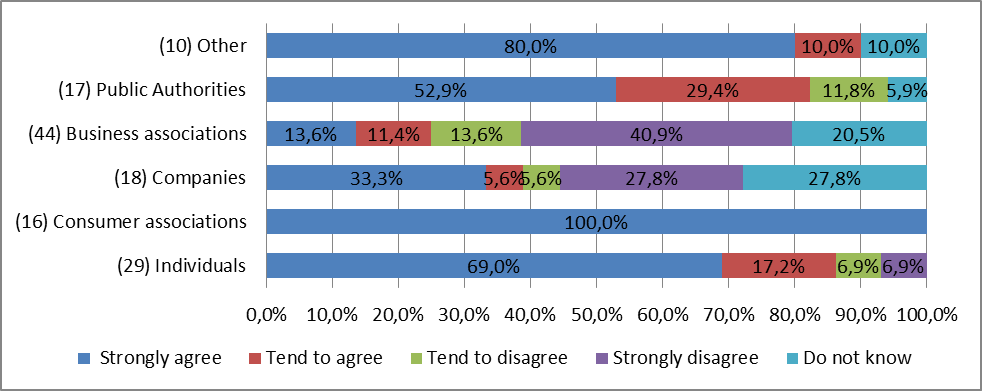 (10) Other 80,0% 10,0% 10,0%
(17) Public Authorities 52,9% 29,4% 11,8% 5,9%
(44) Business associations 13,6% 11,4% 13,6% 40,9% 20,5%
(18) Companies 33,3% 5,6% 5,6% 27,8% 27,8%
(16) Consumer associations 100,0%
(29) Individuals 69,0% 17,2% 6,9% 6,9%
0,0% 10,0% 20,0% 30,0% 40,0% 50,0% 60,0% 70,0% 80,0% 90,0% 100,0%
Strongly agree Tend to agree Tend to disagree Strongly disagree Do not know